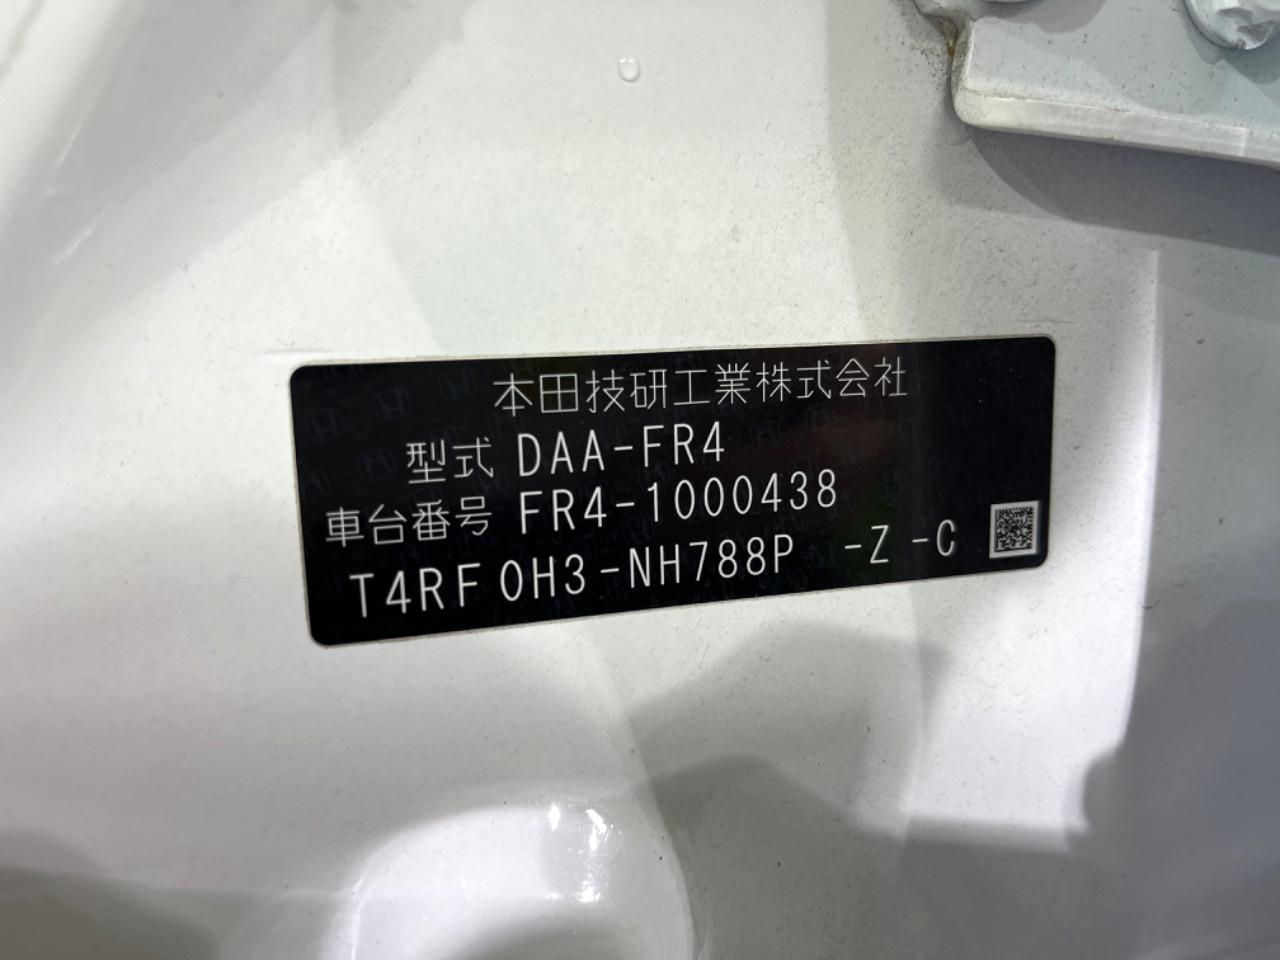 本田技研工業株式会社
型式 DAA-FR4
車台番号 FR4-1000438
T4RF0H3-NH788P -Z -C